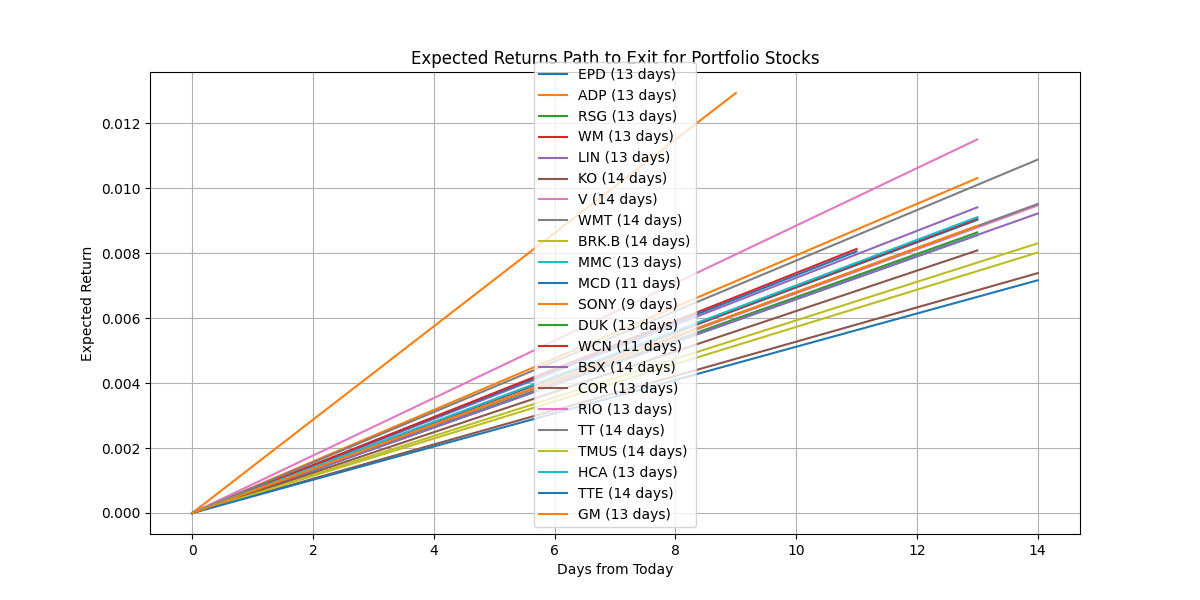 Expected Returns Path to Exit for Portfolio Stocks
EPD (13 days)
ADP (13 days)
RSG (13 days)
WM (13 days)
LIN (13 days)
KO (14 days)
V (14 days)
WMT (14 days)
BRK.B (14 days)
MMC (13 days)
MCD (11 days)
SONY (9 days)
DUK (13 days)
WCN (11 days)
BSX (14 days)
COR (13 days)
RIO (13 days)
TT (14 days)
TMUS (14 days)
HCA (13 days)
TTE (14 days)
GM (13 days)
Expected Return
0.012
0.010
0.008
0.006
0.004
0.002
0.000
0 2 4 6 8 10 12 14
Days from Today